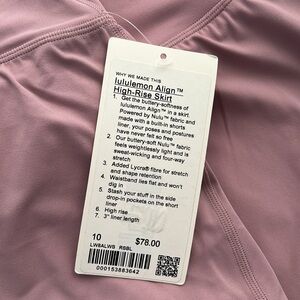 WHY WE MADE THIS
lululemon Align™
High-Rise Skirt
1. Get the buttery-softness of
lululemon Align™ in a skirt.
Powered by Nulu™ fabric and
made with a built-in shorts
liner, your poses and postures
have never felt so free
2. Our buttery-soft Nulu™ fabric
feels weightlessly light and is
sweat-wicking and four-way
stretch
3. Added Lycra® fibre for stretch
and shape retention
4. Waistband lies flat and won't
dig in
5. Stash your stuff in the side
drop-in pockets on the short
liner
6. High rise
7. 3" liner length
10 $78.00
LW8ALWS RSBL
000153883642